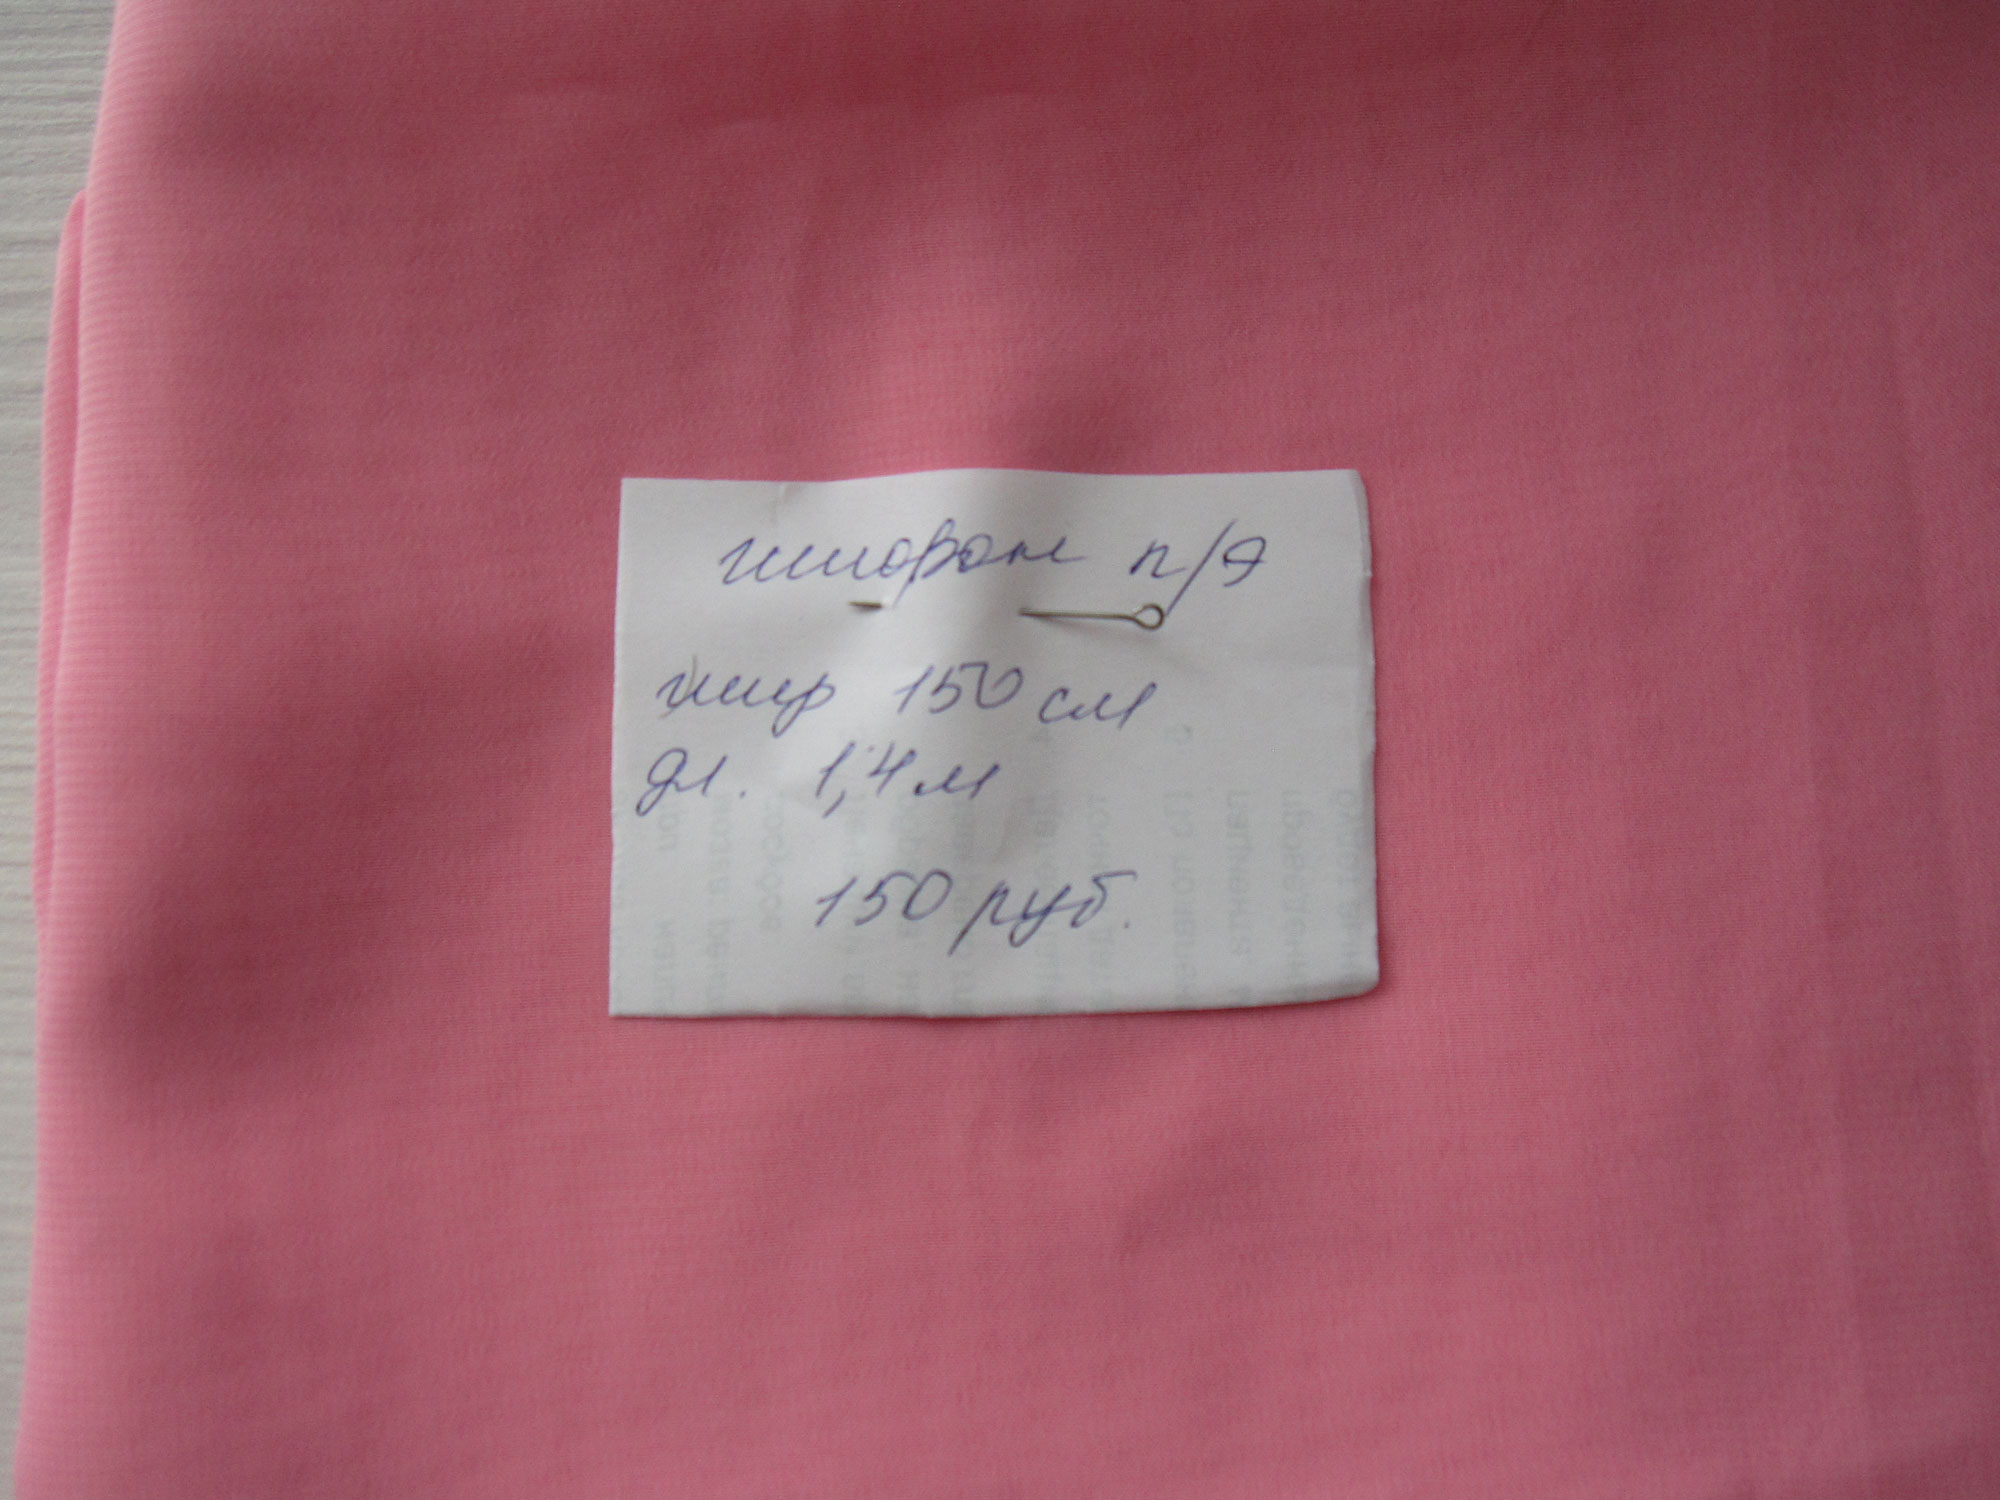 шифон п/э
шир 150 см
дл. 1,4 м
150 руб.